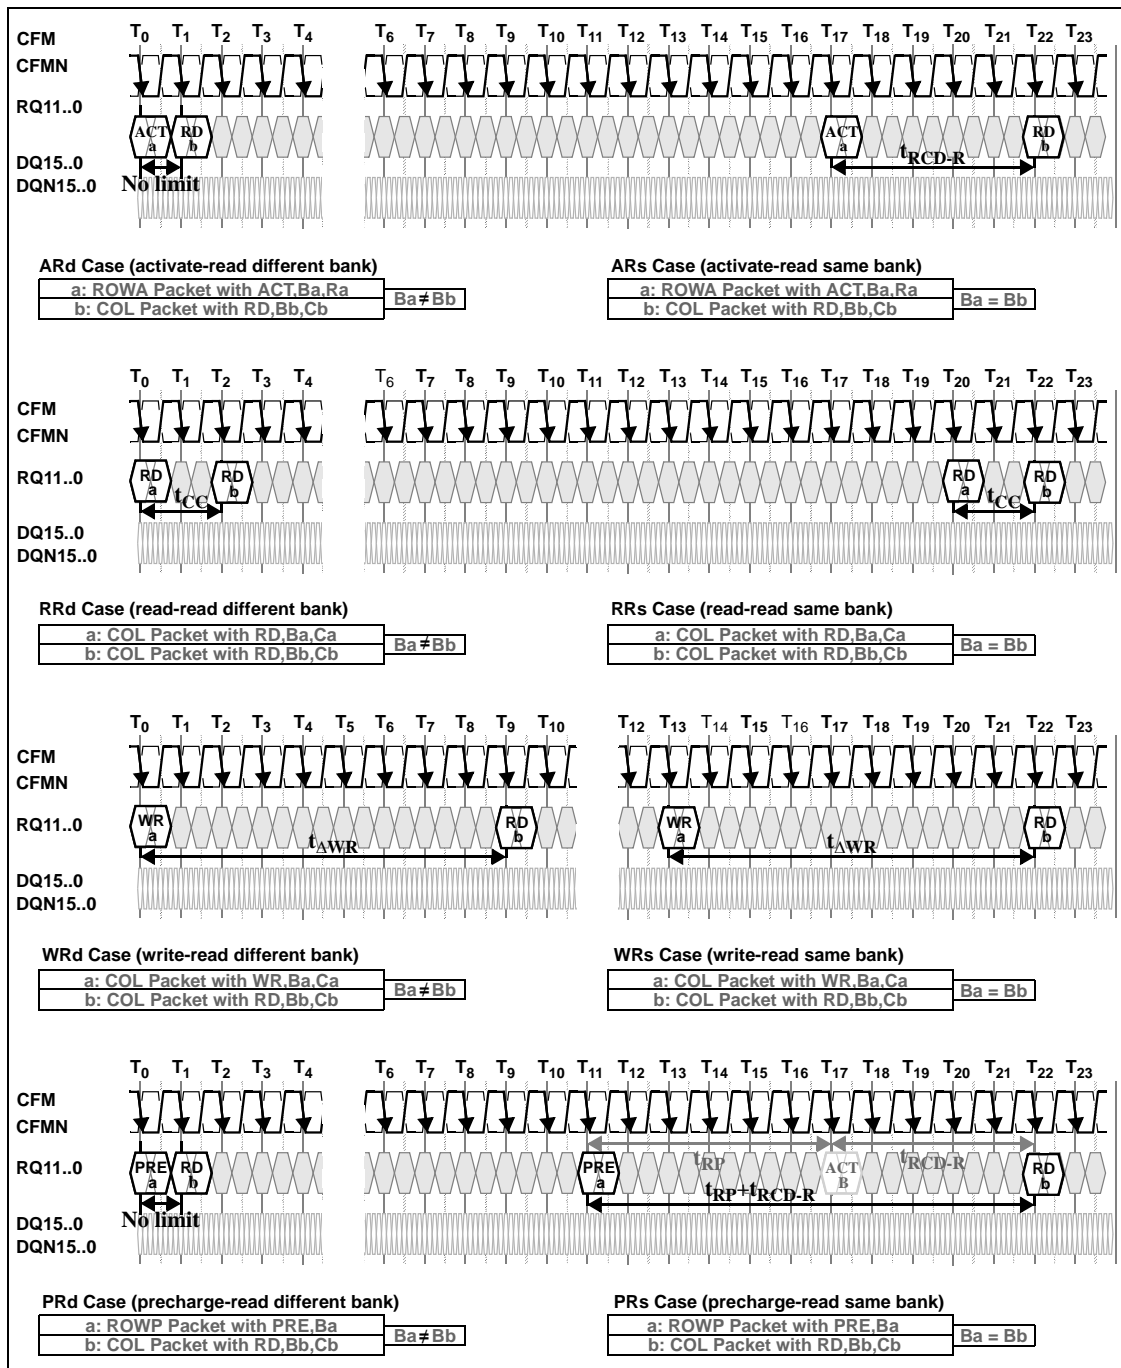 T0 T1 T2 T3 T4 T6 T7 T8 T9 T10 T11 T12 T13 T14 T15 T16 T17 T18 T19 T20 T21 T22 T23
CFM
CFMN
RQ11..0
ACT a RD b ACT a tRCD-R RD b
DQ15..0
No limit
DQN15..0
ARd Case (activate-read different bank) ARs Case (activate-read same bank)
a: ROWA Packet with ACT,Ba,Ra a: ROWA Packet with ACT,Ba,Ra
Ba≠Bb Ba = Bb
b: COL Packet with RD,Bb,Cb b: COL Packet with RD,Bb,Cb
T0 T1 T2 T3 T4 T6 T7 T8 T9 T10 T11 T12 T13 T14 T15 T16 T17 T18 T19 T20 T21 T22 T23
CFM
CFMN
RQ11..0
RD a tCC RD b RD a tCC RD b
DQ15..0
DQN15..0
RRd Case (read-read different bank) RRs Case (read-read same bank)
a: COL Packet with RD,Ba,Ca a: COL Packet with RD,Ba,Ca
Ba≠Bb Ba = Bb
b: COL Packet with RD,Bb,Cb b: COL Packet with RD,Bb,Cb
T0 T1 T2 T3 T4 T5 T6 T7 T8 T9 T10 T12 T13 T14 T15 T16 T17 T18 T19 T20 T21 T22 T23
CFM
CFMN
RQ11..0
WR a tΔWR RD b WR a tΔWR RD b
DQ15..0
DQN15..0
WRd Case (write-read different bank) WRs Case (write-read same bank)
a: COL Packet with WR,Ba,Ca a: COL Packet with WR,Ba,Ca
Ba≠Bb Ba = Bb
b: COL Packet with RD,Bb,Cb b: COL Packet with RD,Bb,Cb
T0 T1 T2 T3 T4 T6 T7 T8 T9 T10 T11 T12 T13 T14 T15 T16 T17 T18 T19 T20 T21 T22 T23
CFM
CFMN
RQ11..0
PRE a RD b PRE a tRP ACT B tRCD-R RD b
tRP+tRCD-R
No limit
DQ15..0
DQN15..0
PRd Case (precharge-read different bank) PRs Case (precharge-read same bank)
a: ROWP Packet with PRE,Ba a: ROWP Packet with PRE,Ba
Ba≠Bb Ba = Bb
b: COL Packet with RD,Bb,Cb b: COL Packet with RD,Bb,Cb